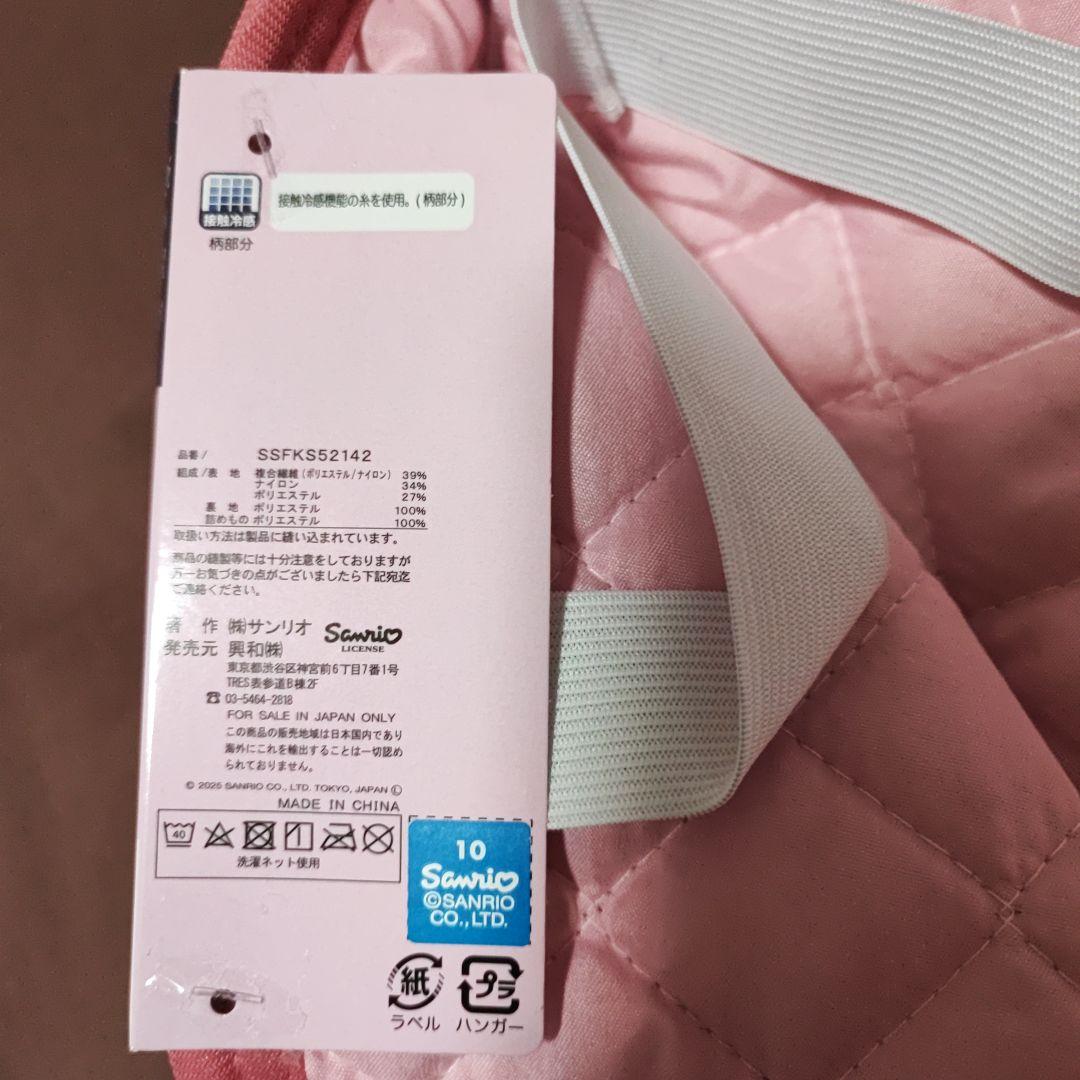 接触冷感
柄部分
接触冷感機能の糸を使用。(柄部分)
品番/ SSFKS52142
組成/表 地 複合繊維(ポリエステル/ナイロン) 39%
ナイロン 34%
ポリエステル 27%
裏 地 ポリエステル 100%
詰めもの ポリエステル 100%
取扱い方法は製品に縫い込まれています。
商品の縫製等には十分注意をしておりますが
万一お気づきの点がございましたら下記宛迄
ご連絡ください。
著 作 ㈱サンリオ Sanrio
LICENSE
発売元 興和㈱
東京都渋谷区神宮前6丁目7番1号
TRES表参道B棟2F
☎ 03-5464-2818
FOR SALE IN JAPAN ONLY
この商品の販売地域は日本国内であり
海外にこれを輸出することは一切認め
られておりません。
© 2025 SANRIO CO., LTD. TOKYO, JAPAN Ⓛ
MADE IN CHINA
40
洗濯ネット使用
10
Sanrio
©SANRIO
CO.,LTD.
紙 プラ
ラベル ハンガー